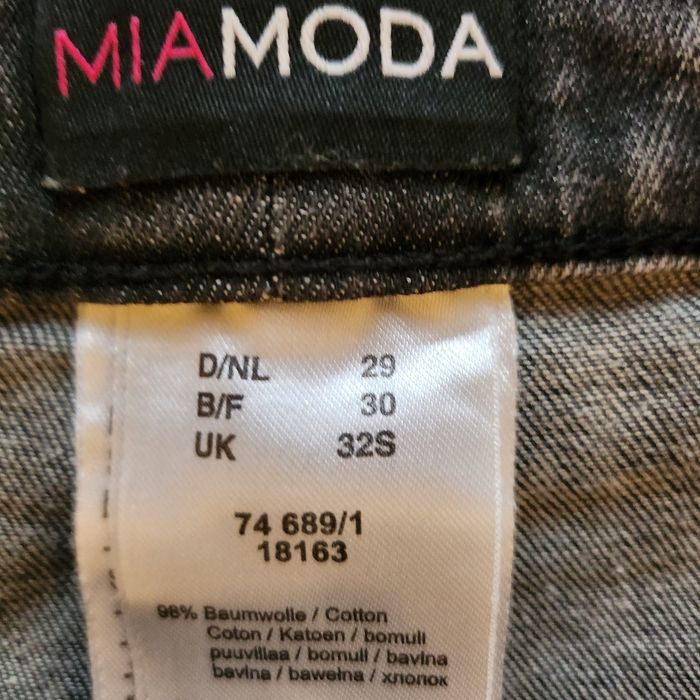 MIAMODA
D/NL 29
B/F 30
UK 32S
74 689/1
18163
98% Baumwolle / Cotton
Coton / Katoen / bomull
puuvillaa / bomull / bavlna
bavlna / bawełna / хлопок